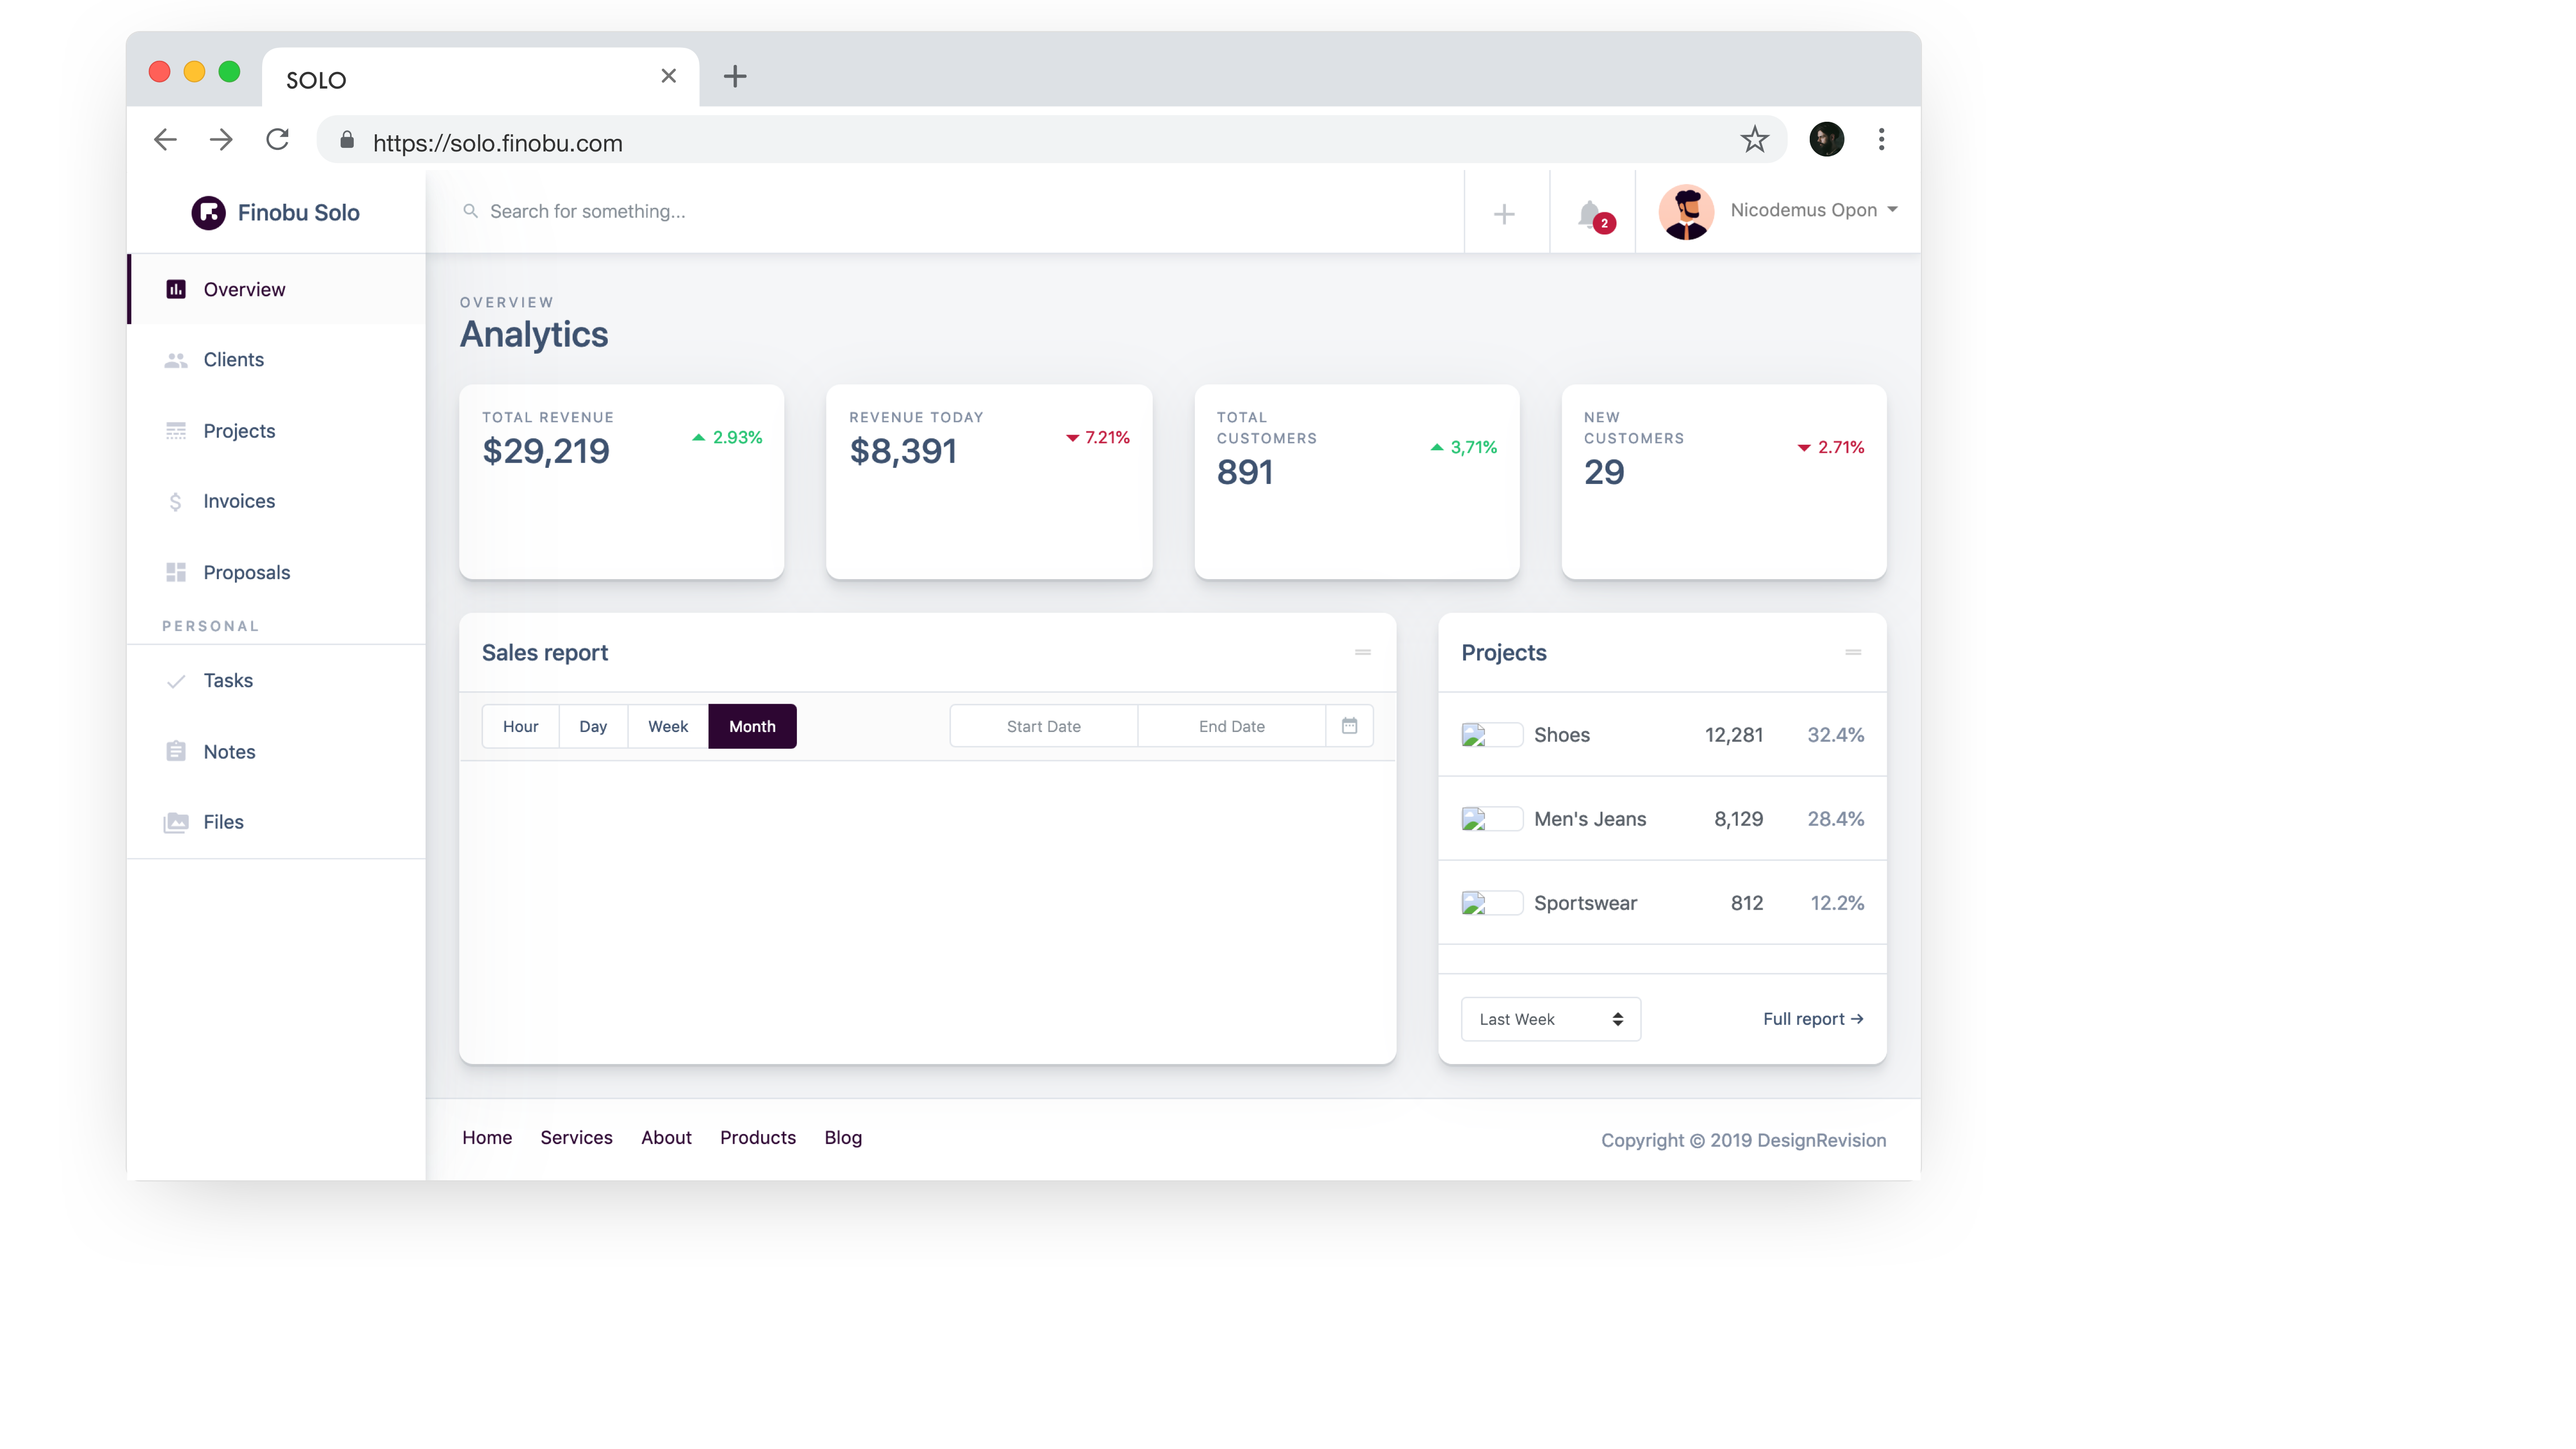 SOLO
https://solo.finobu.com
Finobu Solo
Search for something...
2
Nicodemus Opon
Overview
Clients
Projects
Invoices
Proposals
PERSONAL
Tasks
Notes
Files
OVERVIEW
Analytics
TOTAL REVENUE
$29,219
2.93%
REVENUE TODAY
$8,391
7.21%
TOTAL
CUSTOMERS
891
3,71%
NEW
CUSTOMERS
29
2.71%
Sales report
Hour Day Week Month
Start Date End Date
Projects
Shoes 12,281 32.4%
Men's Jeans 8,129 28.4%
Sportswear 812 12.2%
Last Week
Full report →
Home Services About Products Blog
Copyright © 2019 DesignRevision